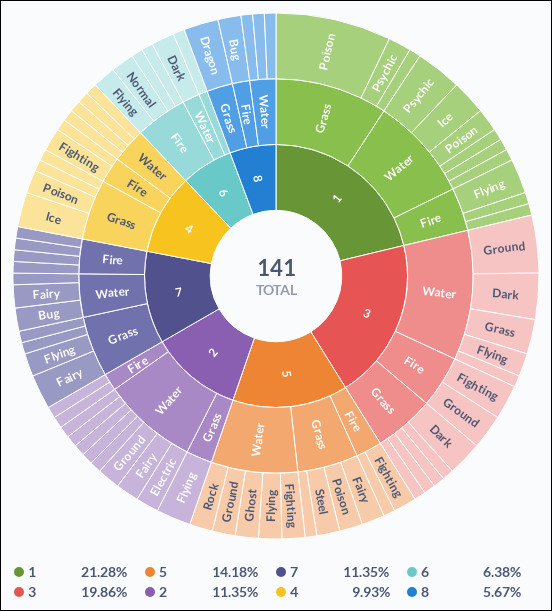 141
TOTAL
1
3
5
2
7
4
6
8
Grass
Water
Fire
Water
Fire
Grass
Fire
Grass
Water
Grass
Water
Fire
Grass
Water
Fire
Grass
Fire
Water
Fire
Water
Grass
Fire
Water
Poison
Psychic
Psychic
Ice
Poison
Flying
Ground
Dark
Grass
Flying
Fighting
Ground
Dark
Fighting
Fairy
Poison
Steel
Fighting
Flying
Ghost
Ground
Rock
Flying
Electric
Fairy
Ground
Fairy
Flying
Bug
Fairy
Ice
Poison
Fighting
Flying
Normal
Dark
Dragon
Bug
1 21.28% 5 14.18% 7 11.35% 6 6.38%
3 19.86% 2 11.35% 4 9.93% 8 5.67%